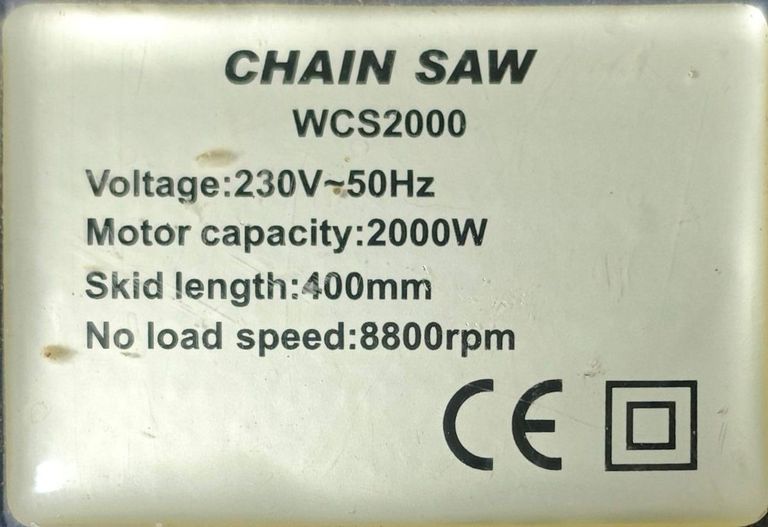 CHAIN SAW
WCS2000
Voltage:230V~50Hz
Motor capacity:2000W
Skid length:400mm
No load speed:8800rpm
CE